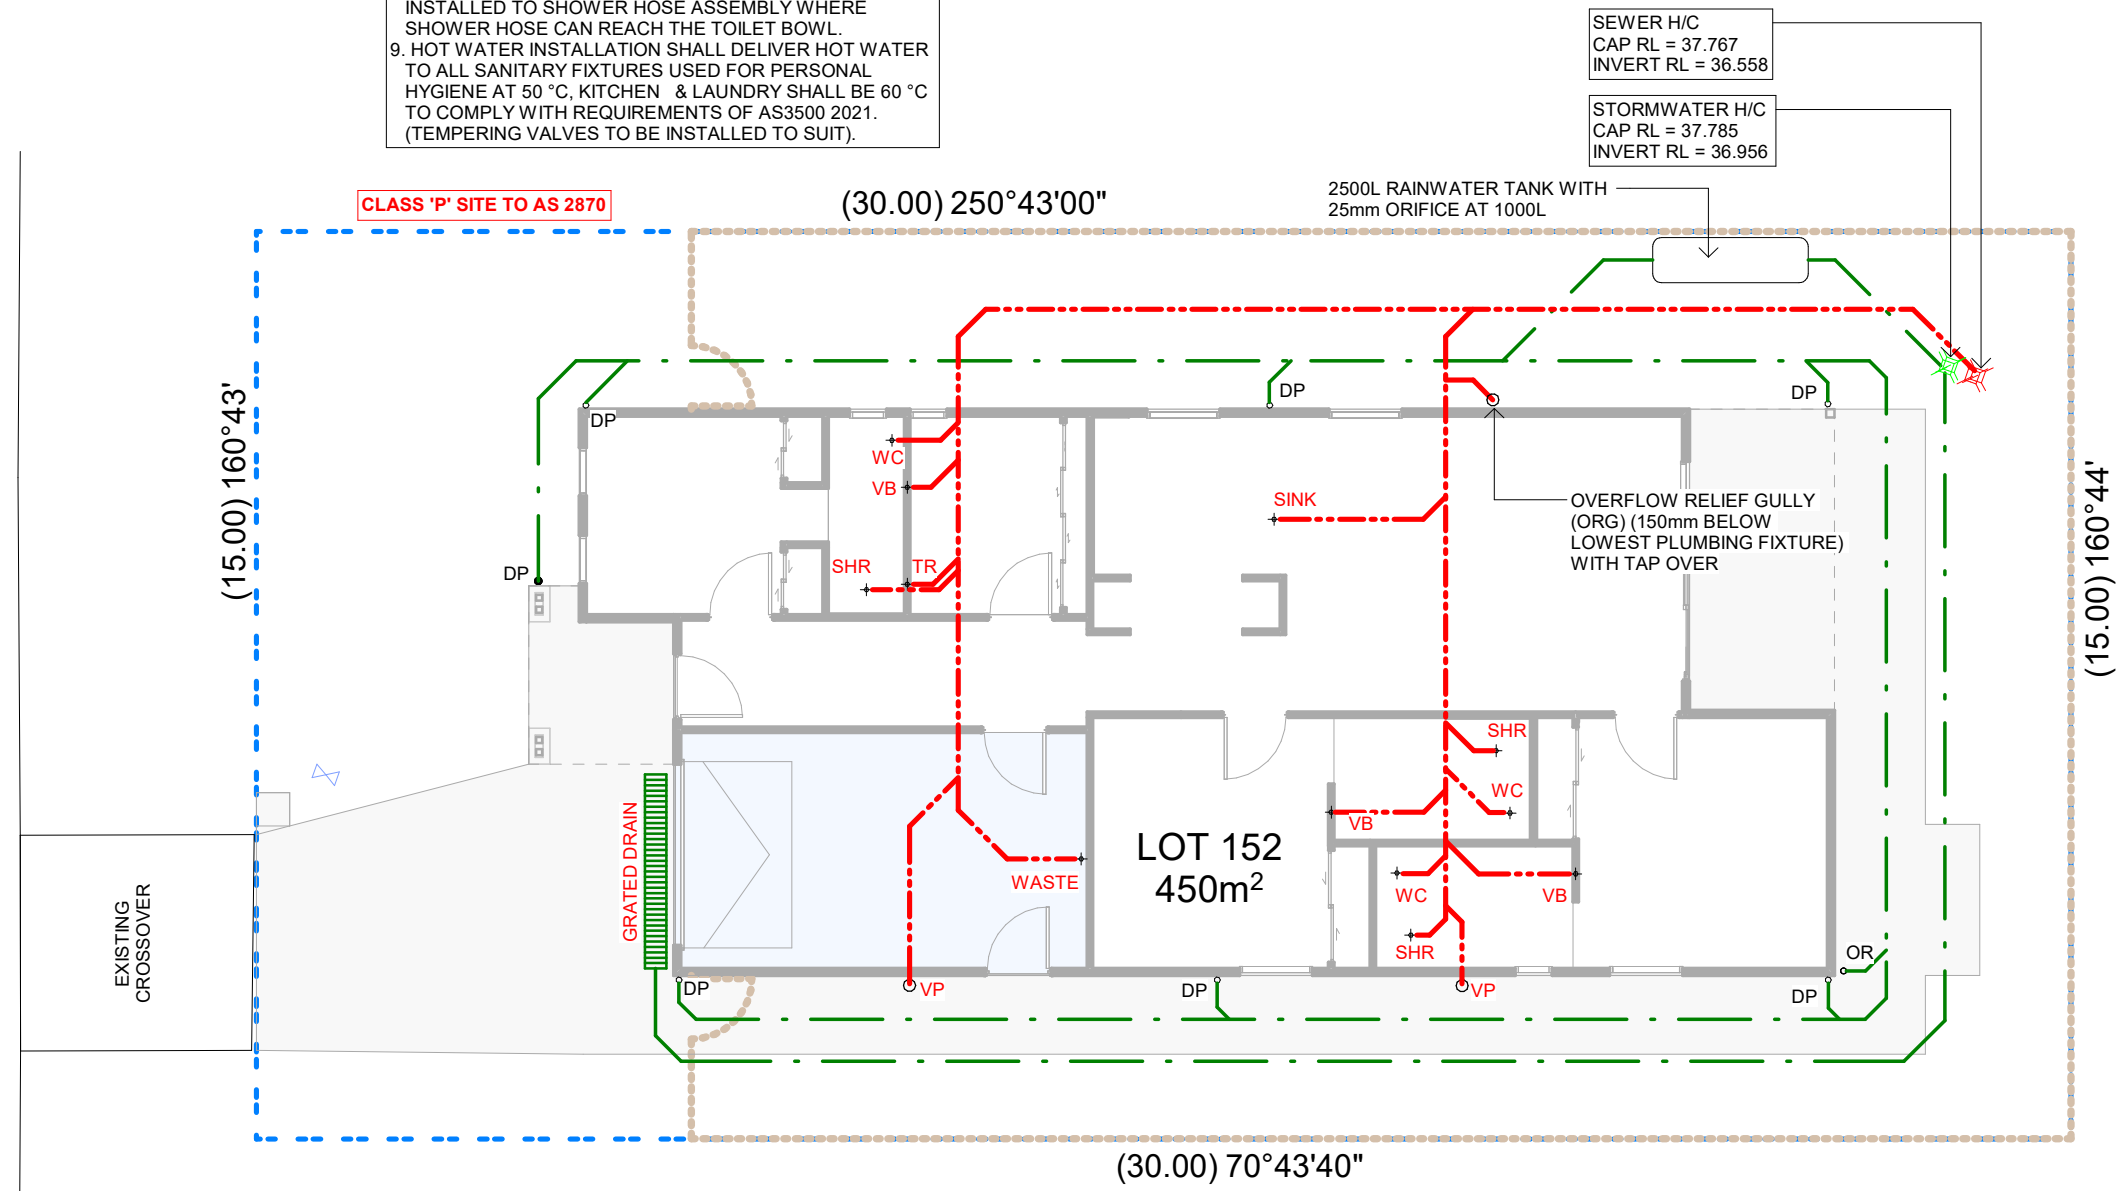 INSTALLED TO SHOWER HOSE ASSEMBLY WHERE
SHOWER HOSE CAN REACH THE TOILET BOWL.
9. HOT WATER INSTALLATION SHALL DELIVER HOT WATER
TO ALL SANITARY FIXTURES USED FOR PERSONAL
HYGIENE AT 50 °C, KITCHEN & LAUNDRY SHALL BE 60 °C
TO COMPLY WITH REQUIREMENTS OF AS3500 2021.
(TEMPERING VALVES TO BE INSTALLED TO SUIT).
SEWER H/C
CAP RL = 37.767
INVERT RL = 36.558
STORMWATER H/C
CAP RL = 37.785
INVERT RL = 36.956
CLASS 'P' SITE TO AS 2870
(30.00) 250°43'00"
2500L RAINWATER TANK WITH
25mm ORIFICE AT 1000L
(15.00) 160°43'
(15.00) 160°44'
DP
DP
DP
DP
WC
VB
SHR
TR
SINK
OVERFLOW RELIEF GULLY
(ORG) (150mm BELOW
LOWEST PLUMBING FIXTURE)
WITH TAP OVER
SHR
WC
VB
WC
VB
SHR
LOT 152
450m²
WASTE
GRATED DRAIN
EXISTING
CROSSOVER
OR
DP
VP
DP
VP
DP
(30.00) 70°43'40"